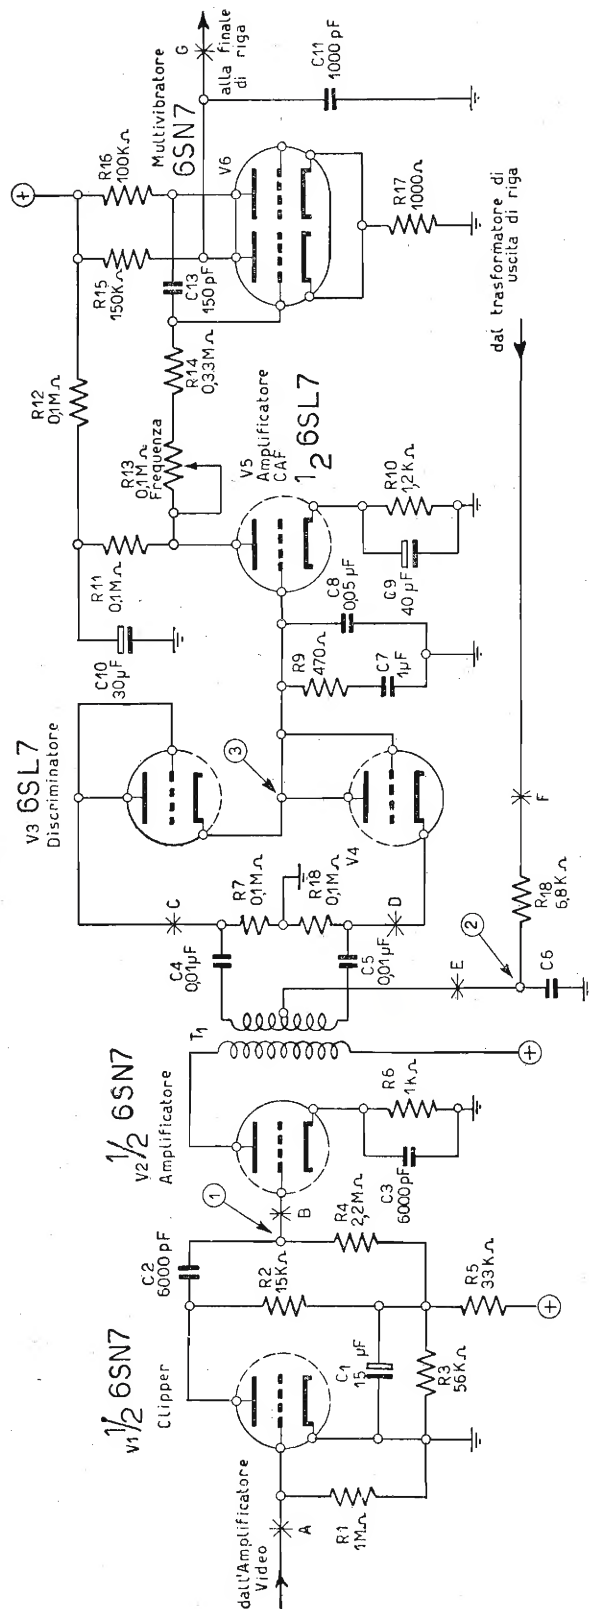 dall'Amplificatore
Video
A
R1
1MΩ
V1 1/2 6SN7
Clipper
C2
6000pF
R2
15KΩ
C1
15 µF
R3
56KΩ
R5
33KΩ
R4
2,2MΩ
1
B
V2 1/2 6SN7
Amplificatore
C3
6000pF
R6
1KΩ
T1
C4
0,01µF
C5
0,01µF
R7
0,1MΩ
R18
0,1MΩ
C
D
E
2
C6
R18
6,8KΩ
F
dal trasformatore di
uscita di riga
V3 6SL7
Discriminatore
3
V4
R9
470Ω
C7
1µF
C8
0,05µF
C10
30µF
R11
0,1MΩ
R12
0,1MΩ
R13
0,1MΩ
Frequenza
V5
Amplificatore
CAF
1/2 6SL7
C9
40µF
R10
1,2KΩ
R14
0,33MΩ
C13
150pF
R15
150KΩ
R16
100KΩ
Multivibratore
6SN7
V6
R17
1000Ω
G
alla finale
di riga
C11
1000pF